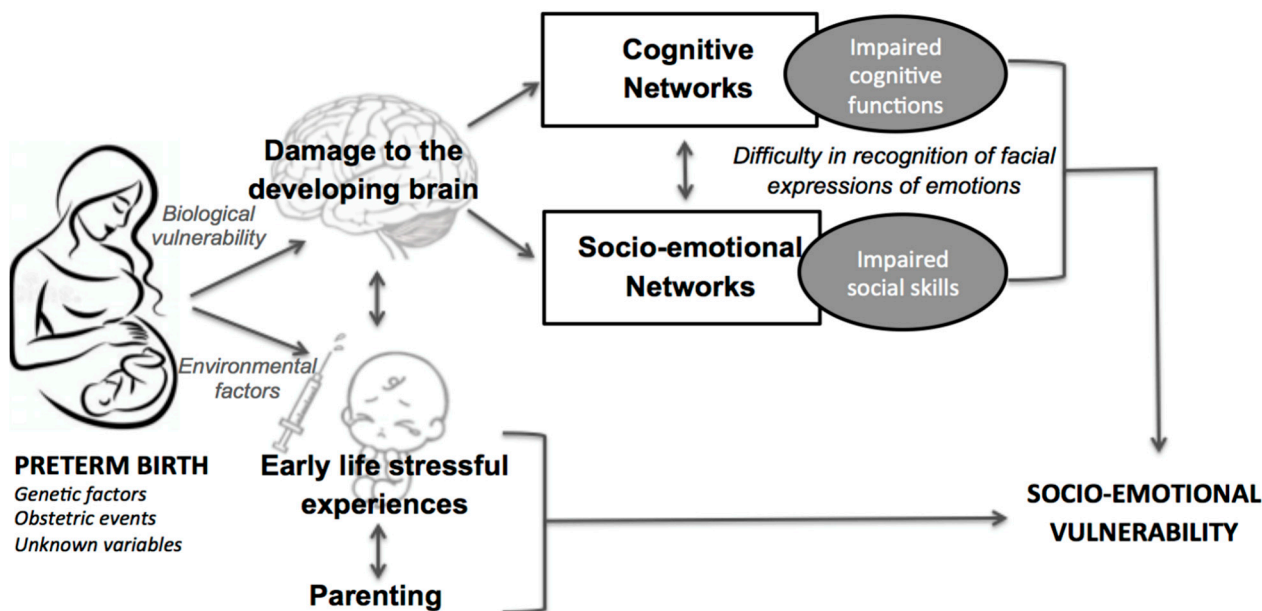 Cognitive
Networks
Impaired
cognitive
functions
Damage to the
developing brain
Difficulty in recognition of facial
expressions of emotions
Biological
vulnerability
Socio-emotional
Networks
Impaired
social skills
Environmental
factors
PRETERM BIRTH
Genetic factors
Obstetric events
Unknown variables
Early life stressful
experiences
Parenting
SOCIO-EMOTIONAL
VULNERABILITY